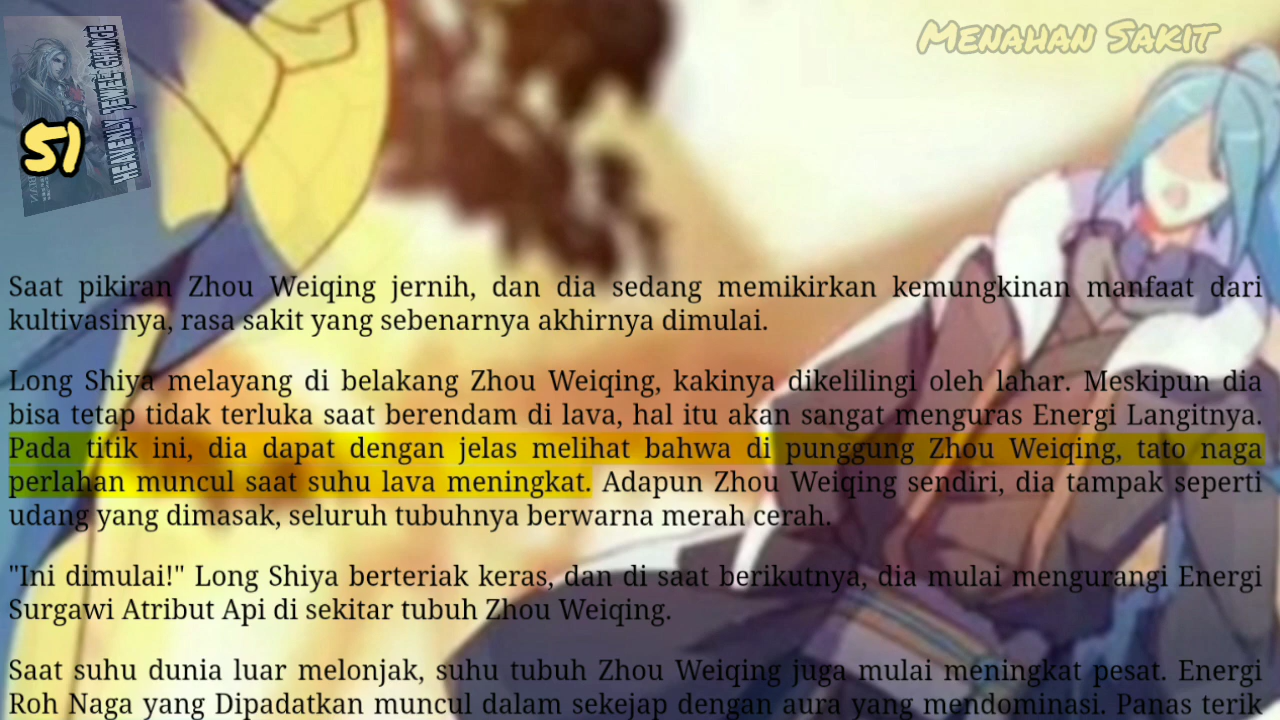 Menahan Sakit
HEAVENLY JEWEL CHANGE
51
Saat pikiran Zhou Weiqing jernih, dan dia sedang memikirkan kemungkinan manfaat dari
kultivasinya, rasa sakit yang sebenarnya akhirnya dimulai.
Long Shiya melayang di belakang Zhou Weiqing, kakinya dikelilingi oleh lahar. Meskipun dia
bisa tetap tidak terluka saat berendam di lava, hal itu akan sangat menguras Energi Langitnya.
Pada titik ini, dia dapat dengan jelas melihat bahwa di punggung Zhou Weiqing, tato naga
perlahan muncul saat suhu lava meningkat. Adapun Zhou Weiqing sendiri, dia tampak seperti
udang yang dimasak, seluruh tubuhnya berwarna merah cerah.
"Ini dimulai!" Long Shiya berteriak keras, dan di saat berikutnya, dia mulai mengurangi Energi
Surgawi Atribut Api di sekitar tubuh Zhou Weiqing.
Saat suhu dunia luar melonjak, suhu tubuh Zhou Weiqing juga mulai meningkat pesat. Energi
Roh Naga yang Dipadatkan muncul dalam sekejap dengan aura yang mendominasi. Panas terik